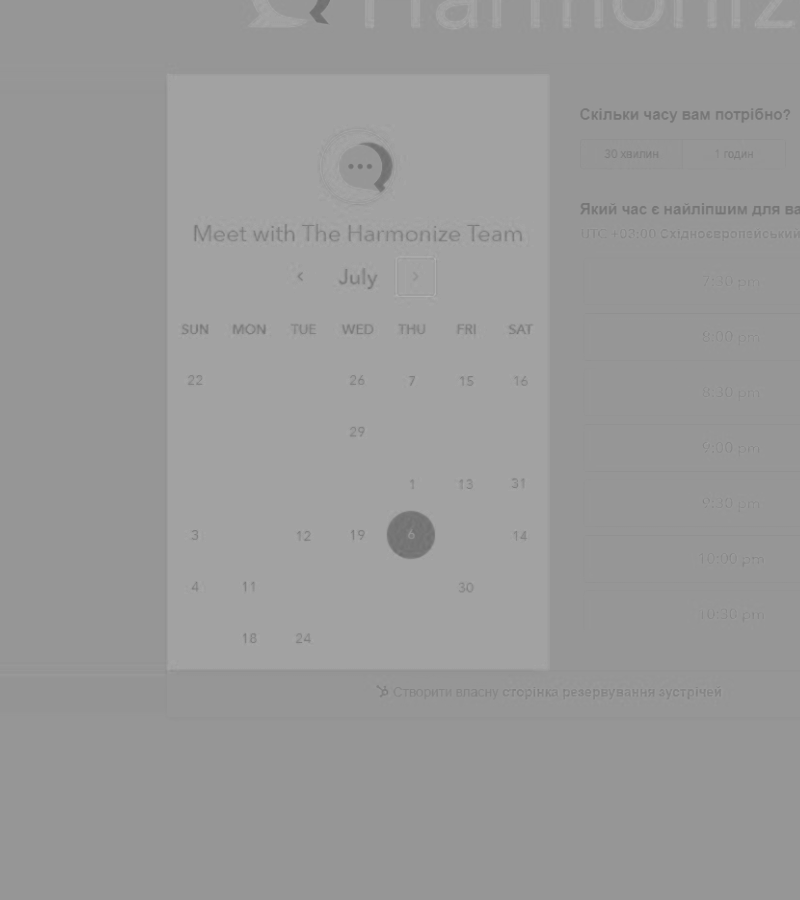 Harmoniz
Meet with The Harmonize Team
July
SUN MON TUE WED THU FRI SAT
22 26 7 15 16
29
1 13 31
3 12 19 6 14
4 11 30
18 24
Скільки часу вам потрібно?
30 хвилин 1 годин
Який час є найліпшим для ва
UTC +03:00 Східноєвропейський
7:30 pm
8:00 pm
8:30 pm
9:00 pm
9:30 pm
10:00 pm
10:30 pm
Створити власну сторінка резервування зустрічей